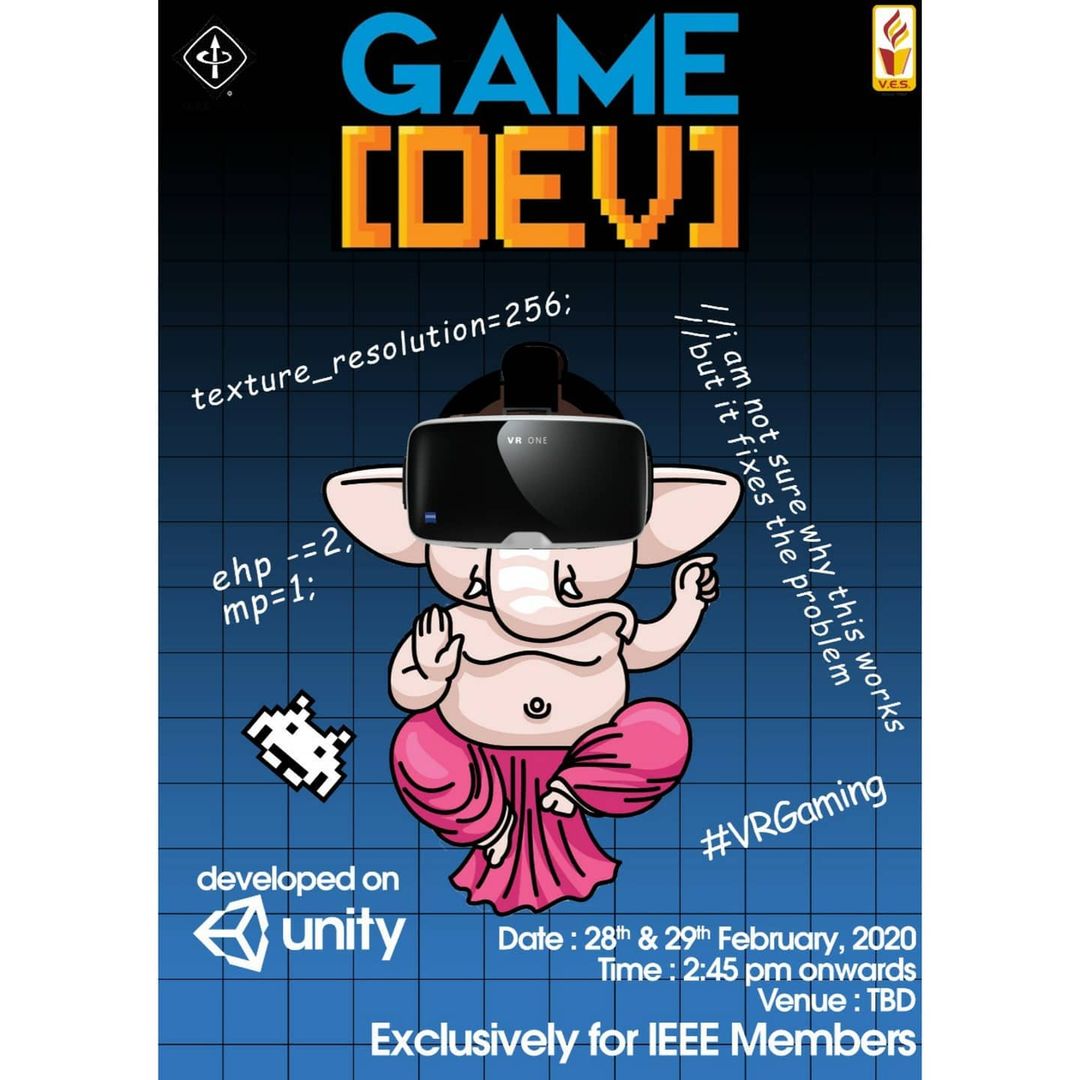 GAME
[DEV]
V.E.S.
texture_resolution=256;
//i am not sure why this works
//but it fixes the problem
VR ONE
ehp -=2,
mp=1;
#VRGaming
developed on
unity
Date : 28th & 29th February, 2020
Time : 2:45 pm onwards
Venue : TBD
Exclusively for IEEE Members